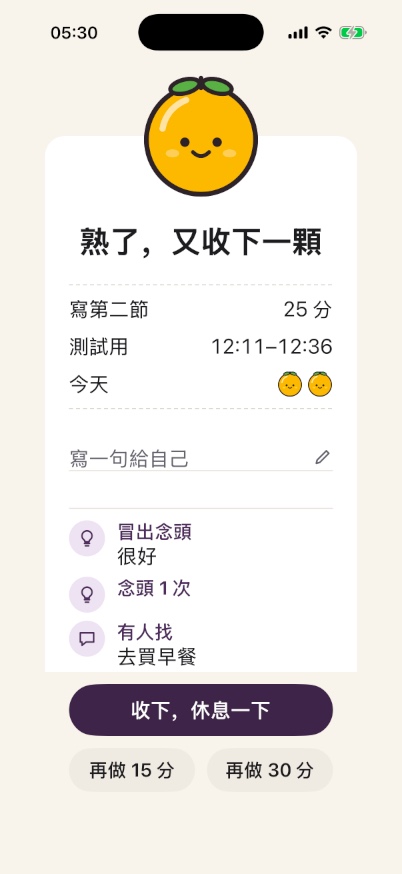 05:30
熟了，又收下一顆
寫第二節 25 分
測試用 12:11–12:36
今天
寫一句給自己
冒出念頭
很好
念頭 1 次
有人找
去買早餐
收下，休息一下
再做 15 分 再做 30 分